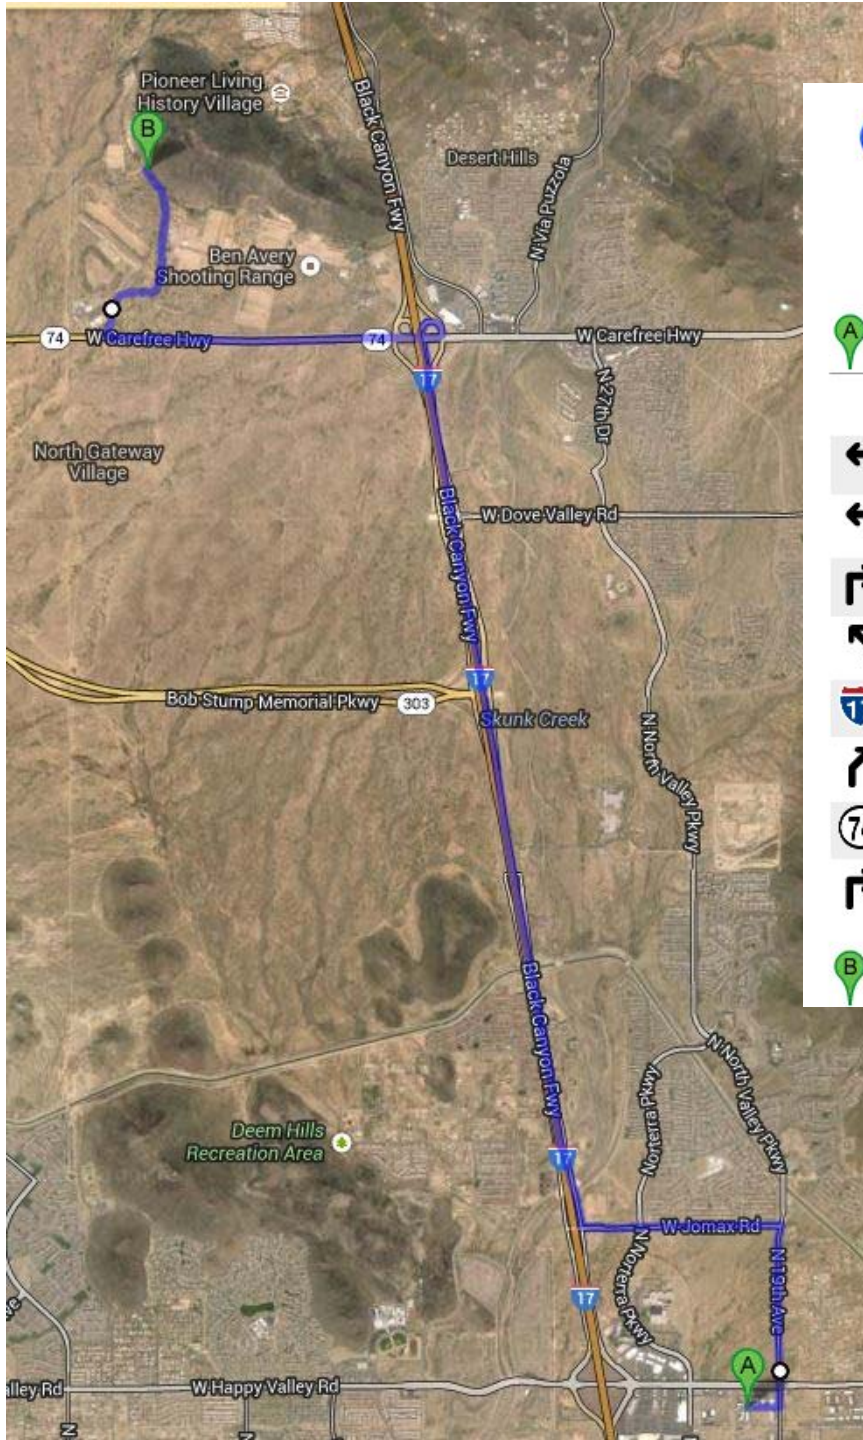 Pioneer Living
History Village
B
Black Canyon Fwy
Desert Hills
N Via Puzzola
Ben Avery
Shooting Range
A
74
W Carefree Hwy
74
W Carefree Hwy
17
N 27th Dr
North Gateway
Village
Black Canyon Fwy
W Dove Valley Rd
17
Bob Stump Memorial Pkwy
303
Skunk Creek
17
N North Valley Pkwy
74
Black Canyon Fwy
B
N North Valley Pkwy
Norterra Pkwy
Deem Hills
Recreation Area
17
W Jomax Rd
N Norterra Pkwy
N 19th Ave
17
A
alley Rd
W Happy Valley Rd
N
N
N